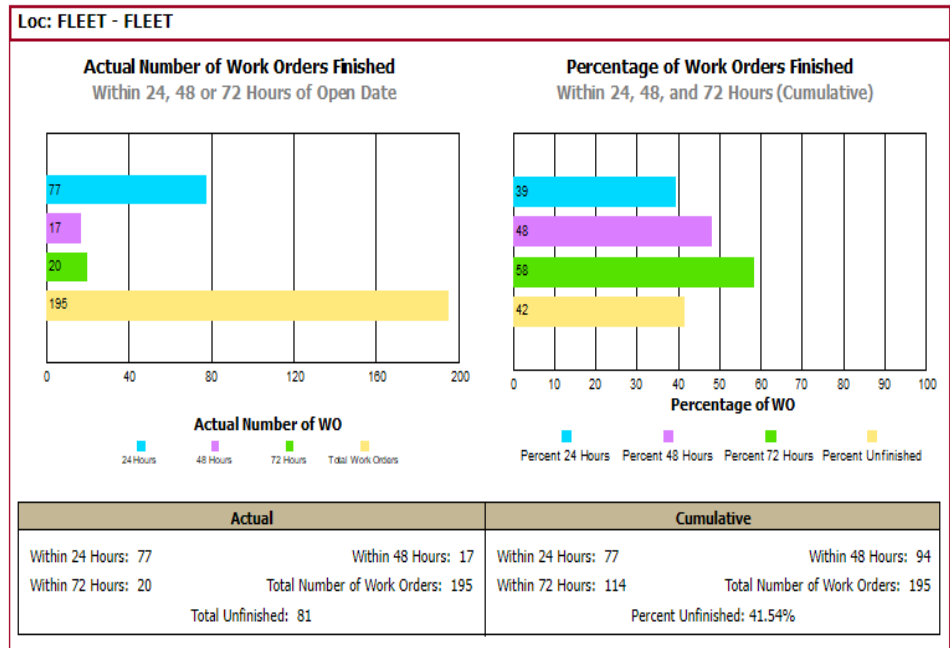 Loc: FLEET - FLEET
Actual Number of Work Orders Finished
Within 24, 48 or 72 Hours of Open Date
77
17
20
195
0 40 80 120 160 200
Actual Number of WO
24 Hours 48 Hours 72 Hours Total Work Orders
Percentage of Work Orders Finished
Within 24, 48, and 72 Hours (Cumulative)
39
48
58
42
0 10 20 30 40 50 60 70 80 90 100
Percentage of WO
Percent 24 Hours Percent 48 Hours Percent 72 Hours Percent Unfinished
Actual
Within 24 Hours: 77 Within 48 Hours: 17
Within 72 Hours: 20 Total Number of Work Orders: 195
Total Unfinished: 81
Cumulative
Within 24 Hours: 77 Within 48 Hours: 94
Within 72 Hours: 114 Total Number of Work Orders: 195
Percent Unfinished: 41.54%